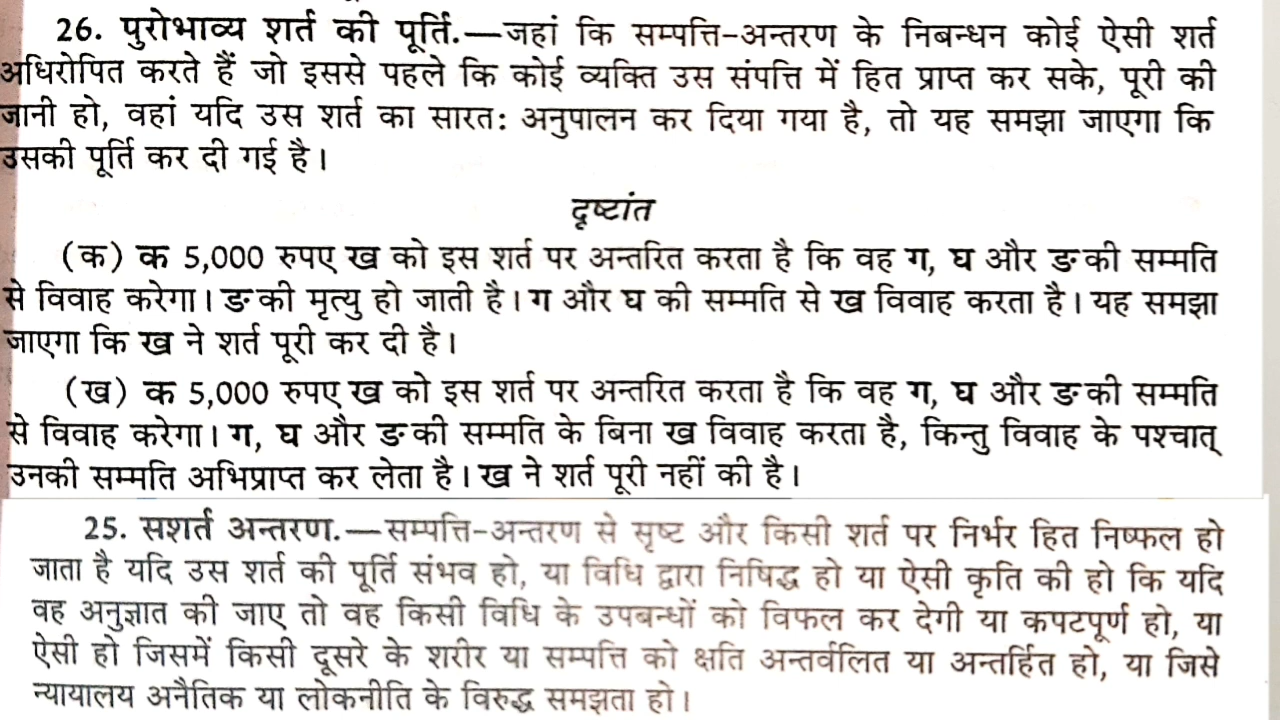 26. पुरोभाव्य शर्त की पूर्ति.—जहां कि सम्पत्ति-अन्तरण के निबन्धन कोई ऐसी शर्त
अधिरोपित करते हैं जो इससे पहले कि कोई व्यक्ति उस संपत्ति में हित प्राप्त कर सके, पूरी की
जानी हो, वहां यदि उस शर्त का सारत: अनुपालन कर दिया गया है, तो यह समझा जाएगा कि
उसकी पूर्ति कर दी गई है।
दृष्टांत
(क) क 5,000 रुपए ख को इस शर्त पर अन्तरित करता है कि वह ग, घ और ङ की सम्मति
से विवाह करेगा। ङ की मृत्यु हो जाती है। ग और घ की सम्मति से ख विवाह करता है। यह समझा
जाएगा कि ख ने शर्त पूरी कर दी है।
(ख) क 5,000 रुपए ख को इस शर्त पर अन्तरित करता है कि वह ग, घ और ङ की सम्मति
से विवाह करेगा। ग, घ और ङ की सम्मति के बिना ख विवाह करता है, किन्तु विवाह के पश्चात्
उनकी सम्मति अभिप्राप्त कर लेता है। ख ने शर्त पूरी नहीं की है।
25. सशर्त अन्तरण.—सम्पत्ति-अन्तरण से सृष्ट और किसी शर्त पर निर्भर हित निष्फल हो
जाता है यदि उस शर्त की पूर्ति संभव हो, या विधि द्वारा निषिद्ध हो या ऐसी कृति की हो कि यदि
वह अनुज्ञात की जाए तो वह किसी विधि के उपबन्धों को विफल कर देगी या कपटपूर्ण हो, या
ऐसी हो जिसमें किसी दूसरे के शरीर या सम्पत्ति को क्षति अन्तर्वलित या अन्तर्हित हो, या जिसे
न्यायालय अनैतिक या लोकनीति के विरुद्ध समझता हो।